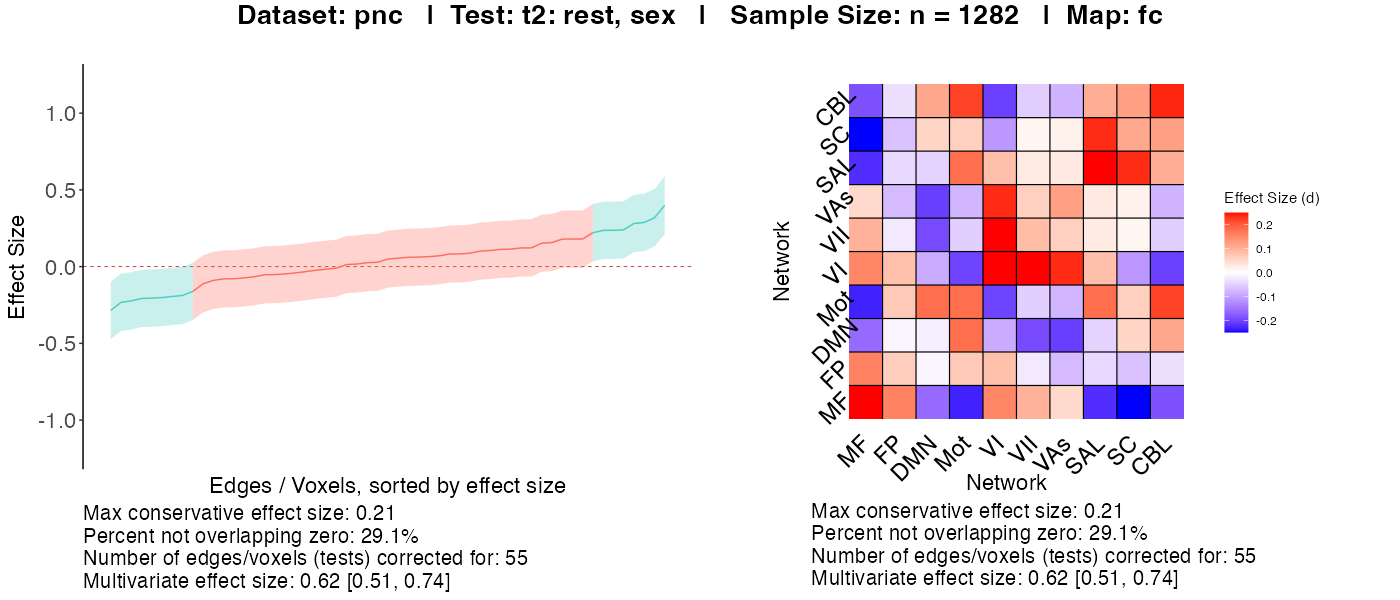 Dataset: pnc | Test: t2: rest, sex | Sample Size: n = 1282 | Map: fc
Effect Size
1.0
0.5
0.0
-0.5
-1.0
Edges / Voxels, sorted by effect size
Max conservative effect size: 0.21
Percent not overlapping zero: 29.1%
Number of edges/voxels (tests) corrected for: 55
Multivariate effect size: 0.62 [0.51, 0.74]
Network
CBL
SC
SAL
VAs
VII
VI
Mot
DMN
FP
MF
MF FP DMN Mot VI VII VAs SAL SC CBL
Network
Effect Size (d)
0.2
0.1
0.0
-0.1
-0.2
Max conservative effect size: 0.21
Percent not overlapping zero: 29.1%
Number of edges/voxels (tests) corrected for: 55
Multivariate effect size: 0.62 [0.51, 0.74]